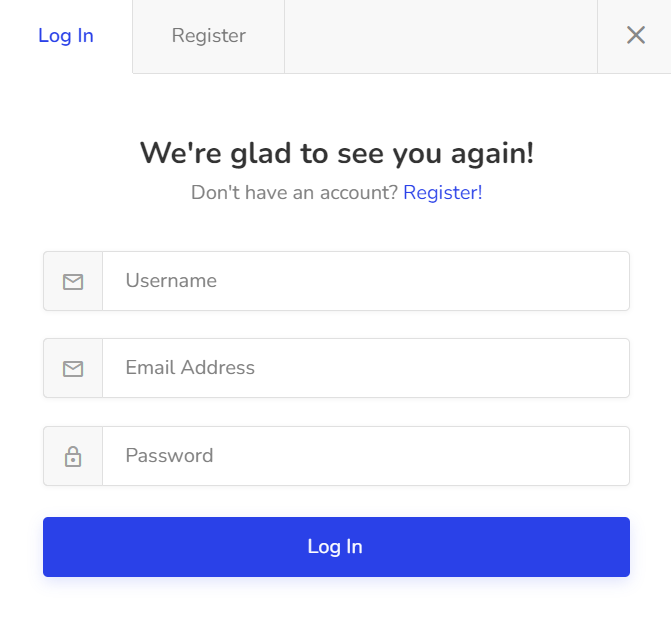 Log In
Register
We're glad to see you again!
Don't have an account? Register!
Username
Email Address
Password
Log In